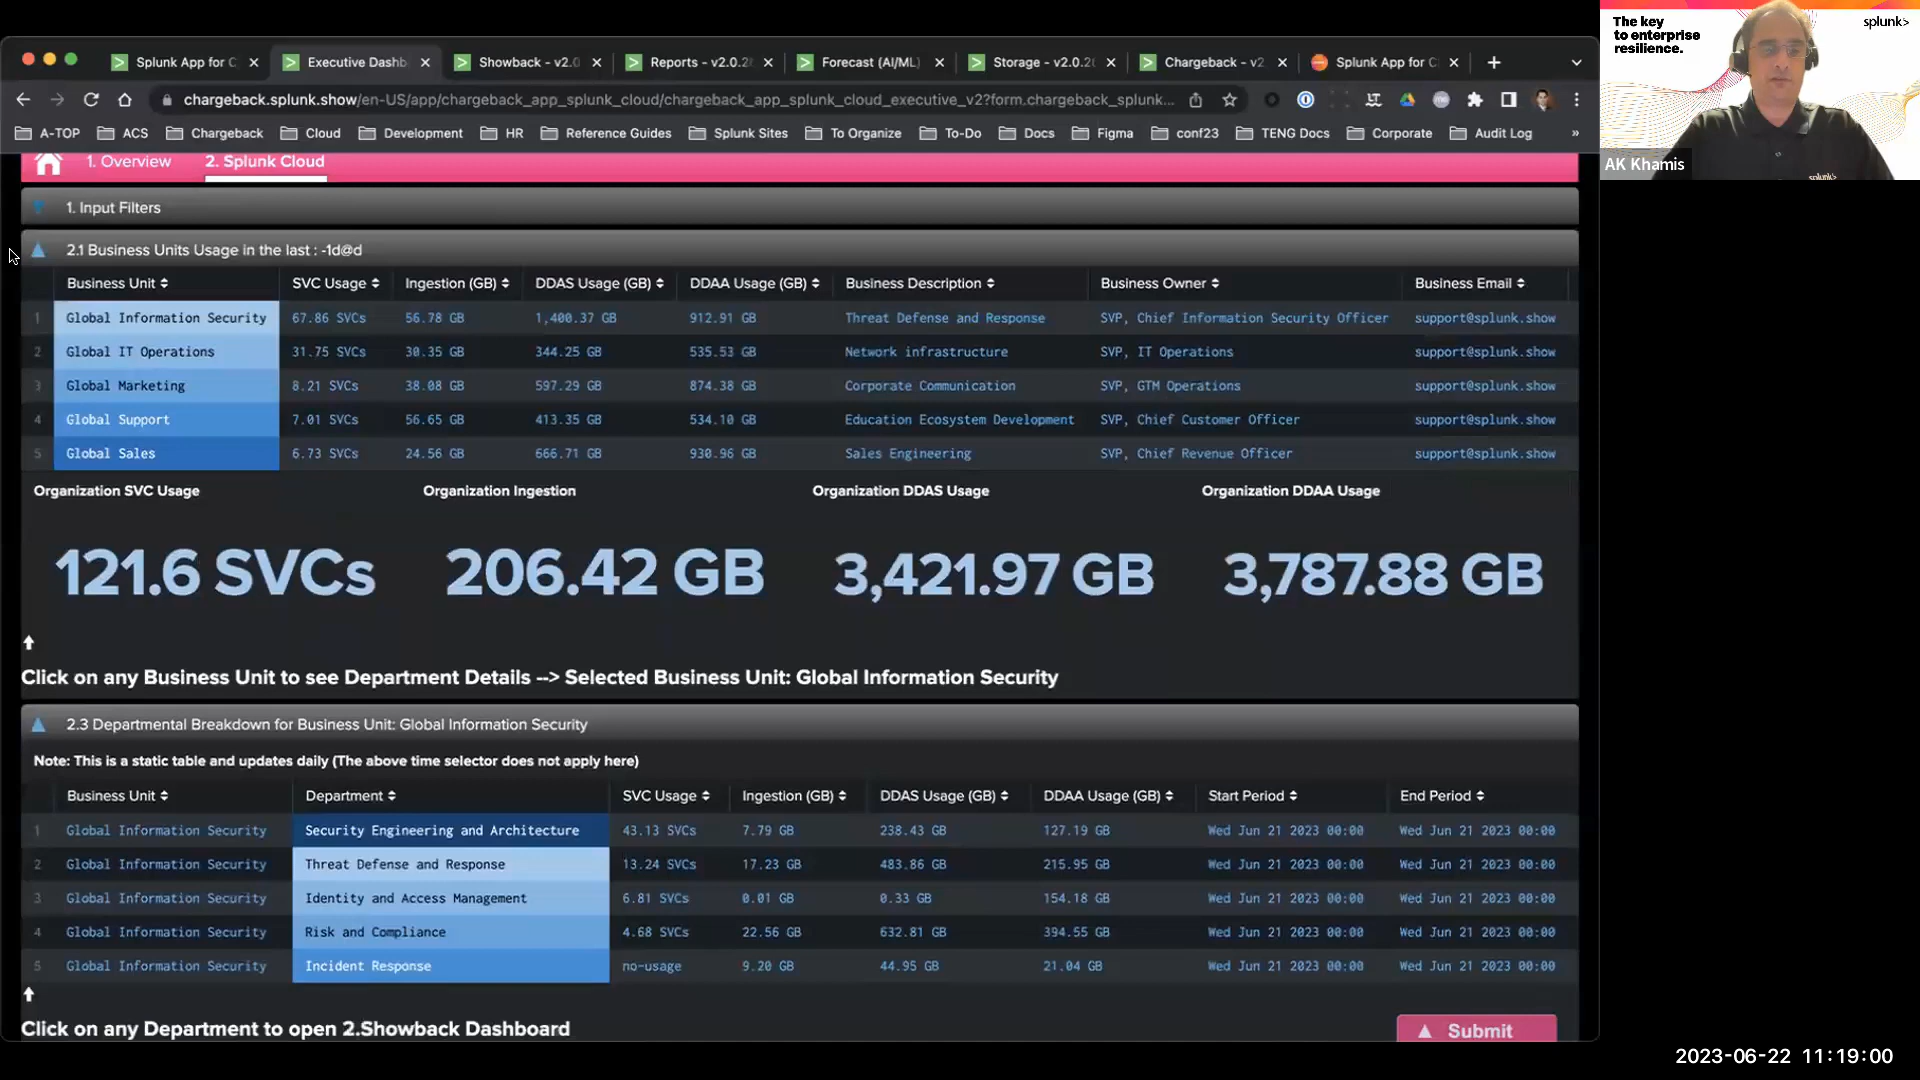 The key
to enterprise
resilience.
splunk>
AK Khamis
splunk>
Splunk App for C
Executive Dashb
Showback - v2.0
Reports - v2.0.2
Forecast (AI/ML)
Storage - v2.0.2
Chargeback - v2
Splunk App for C
chargeback.splunk.show/en-US/app/chargeback_app_splunk_cloud/chargeback_app_splunk_cloud_executive_v2?form.chargeback_splunk...
A-TOP ACS Chargeback Cloud Development HR Reference Guides Splunk Sites To Organize To-Do Docs Figma conf23 TENG Docs Corporate Audit Log »
1. Overview 2. Splunk Cloud
1. Input Filters
2.1 Business Units Usage in the last : -1d@d
Business Unit SVC Usage Ingestion (GB) DDAS Usage (GB) DDAA Usage (GB) Business Description Business Owner Business Email
1 Global Information Security 67.86 SVCs 56.78 GB 1,400.37 GB 912.91 GB Threat Defense and Response SVP, Chief Information Security Officer support@splunk.show
2 Global IT Operations 31.75 SVCs 30.35 GB 344.25 GB 535.53 GB Network infrastructure SVP, IT Operations support@splunk.show
3 Global Marketing 8.21 SVCs 38.08 GB 597.29 GB 874.38 GB Corporate Communication SVP, GTM Operations support@splunk.show
4 Global Support 7.01 SVCs 56.65 GB 413.35 GB 534.10 GB Education Ecosystem Development SVP, Chief Customer Officer support@splunk.show
5 Global Sales 6.73 SVCs 24.56 GB 666.71 GB 930.96 GB Sales Engineering SVP, Chief Revenue Officer support@splunk.show
Organization SVC Usage Organization Ingestion Organization DDAS Usage Organization DDAA Usage
121.6 SVCs 206.42 GB 3,421.97 GB 3,787.88 GB
Click on any Business Unit to see Department Details --> Selected Business Unit: Global Information Security
2.3 Departmental Breakdown for Business Unit: Global Information Security
Note: This is a static table and updates daily (The above time selector does not apply here)
Business Unit Department SVC Usage Ingestion (GB) DDAS Usage (GB) DDAA Usage (GB) Start Period End Period
1 Global Information Security Security Engineering and Architecture 43.13 SVCs 7.79 GB 238.43 GB 127.19 GB Wed Jun 21 2023 00:00 Wed Jun 21 2023 00:00
2 Global Information Security Threat Defense and Response 13.24 SVCs 17.23 GB 483.86 GB 215.95 GB Wed Jun 21 2023 00:00 Wed Jun 21 2023 00:00
3 Global Information Security Identity and Access Management 6.81 SVCs 0.01 GB 0.33 GB 154.18 GB Wed Jun 21 2023 00:00 Wed Jun 21 2023 00:00
4 Global Information Security Risk and Compliance 4.68 SVCs 22.56 GB 632.81 GB 394.55 GB Wed Jun 21 2023 00:00 Wed Jun 21 2023 00:00
5 Global Information Security Incident Response no-usage 9.20 GB 44.95 GB 21.04 GB Wed Jun 21 2023 00:00 Wed Jun 21 2023 00:00
Click on any Department to open 2.Showback Dashboard
Submit
2023-06-22 11:19:00